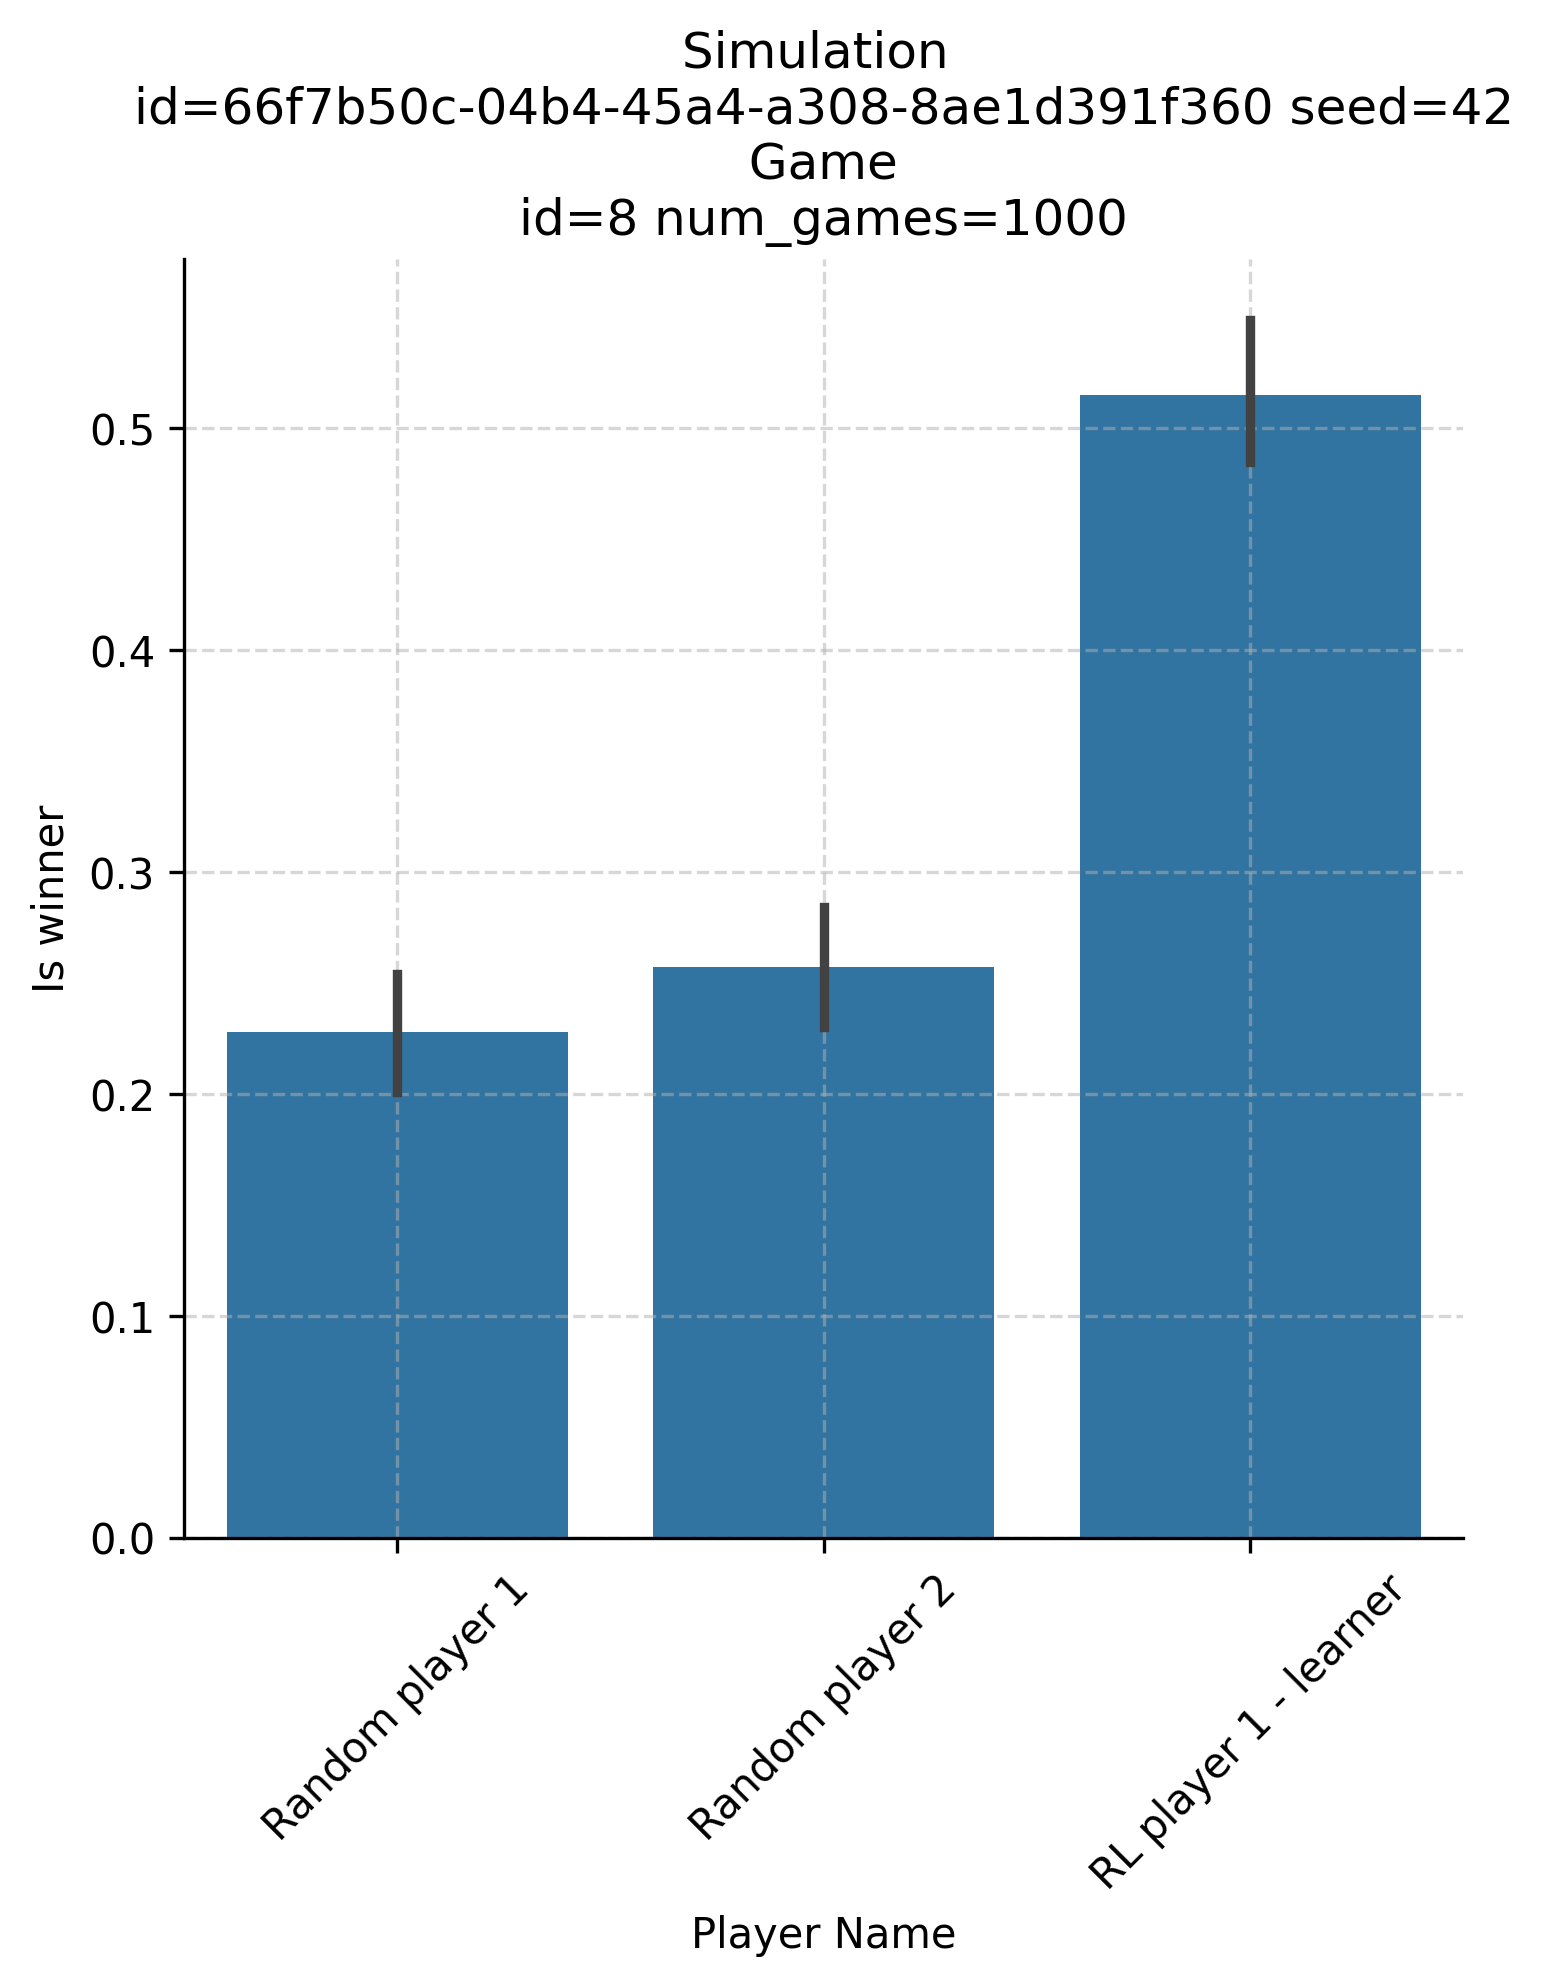 Simulation
id=66f7b50c-04b4-45a4-a308-8ae1d391f360 seed=42
Game
id=8 num_games=1000
Is winner
0.5
0.4
0.3
0.2
0.1
0.0
Random player 1
Random player 2
RL player 1 - learner
Player Name